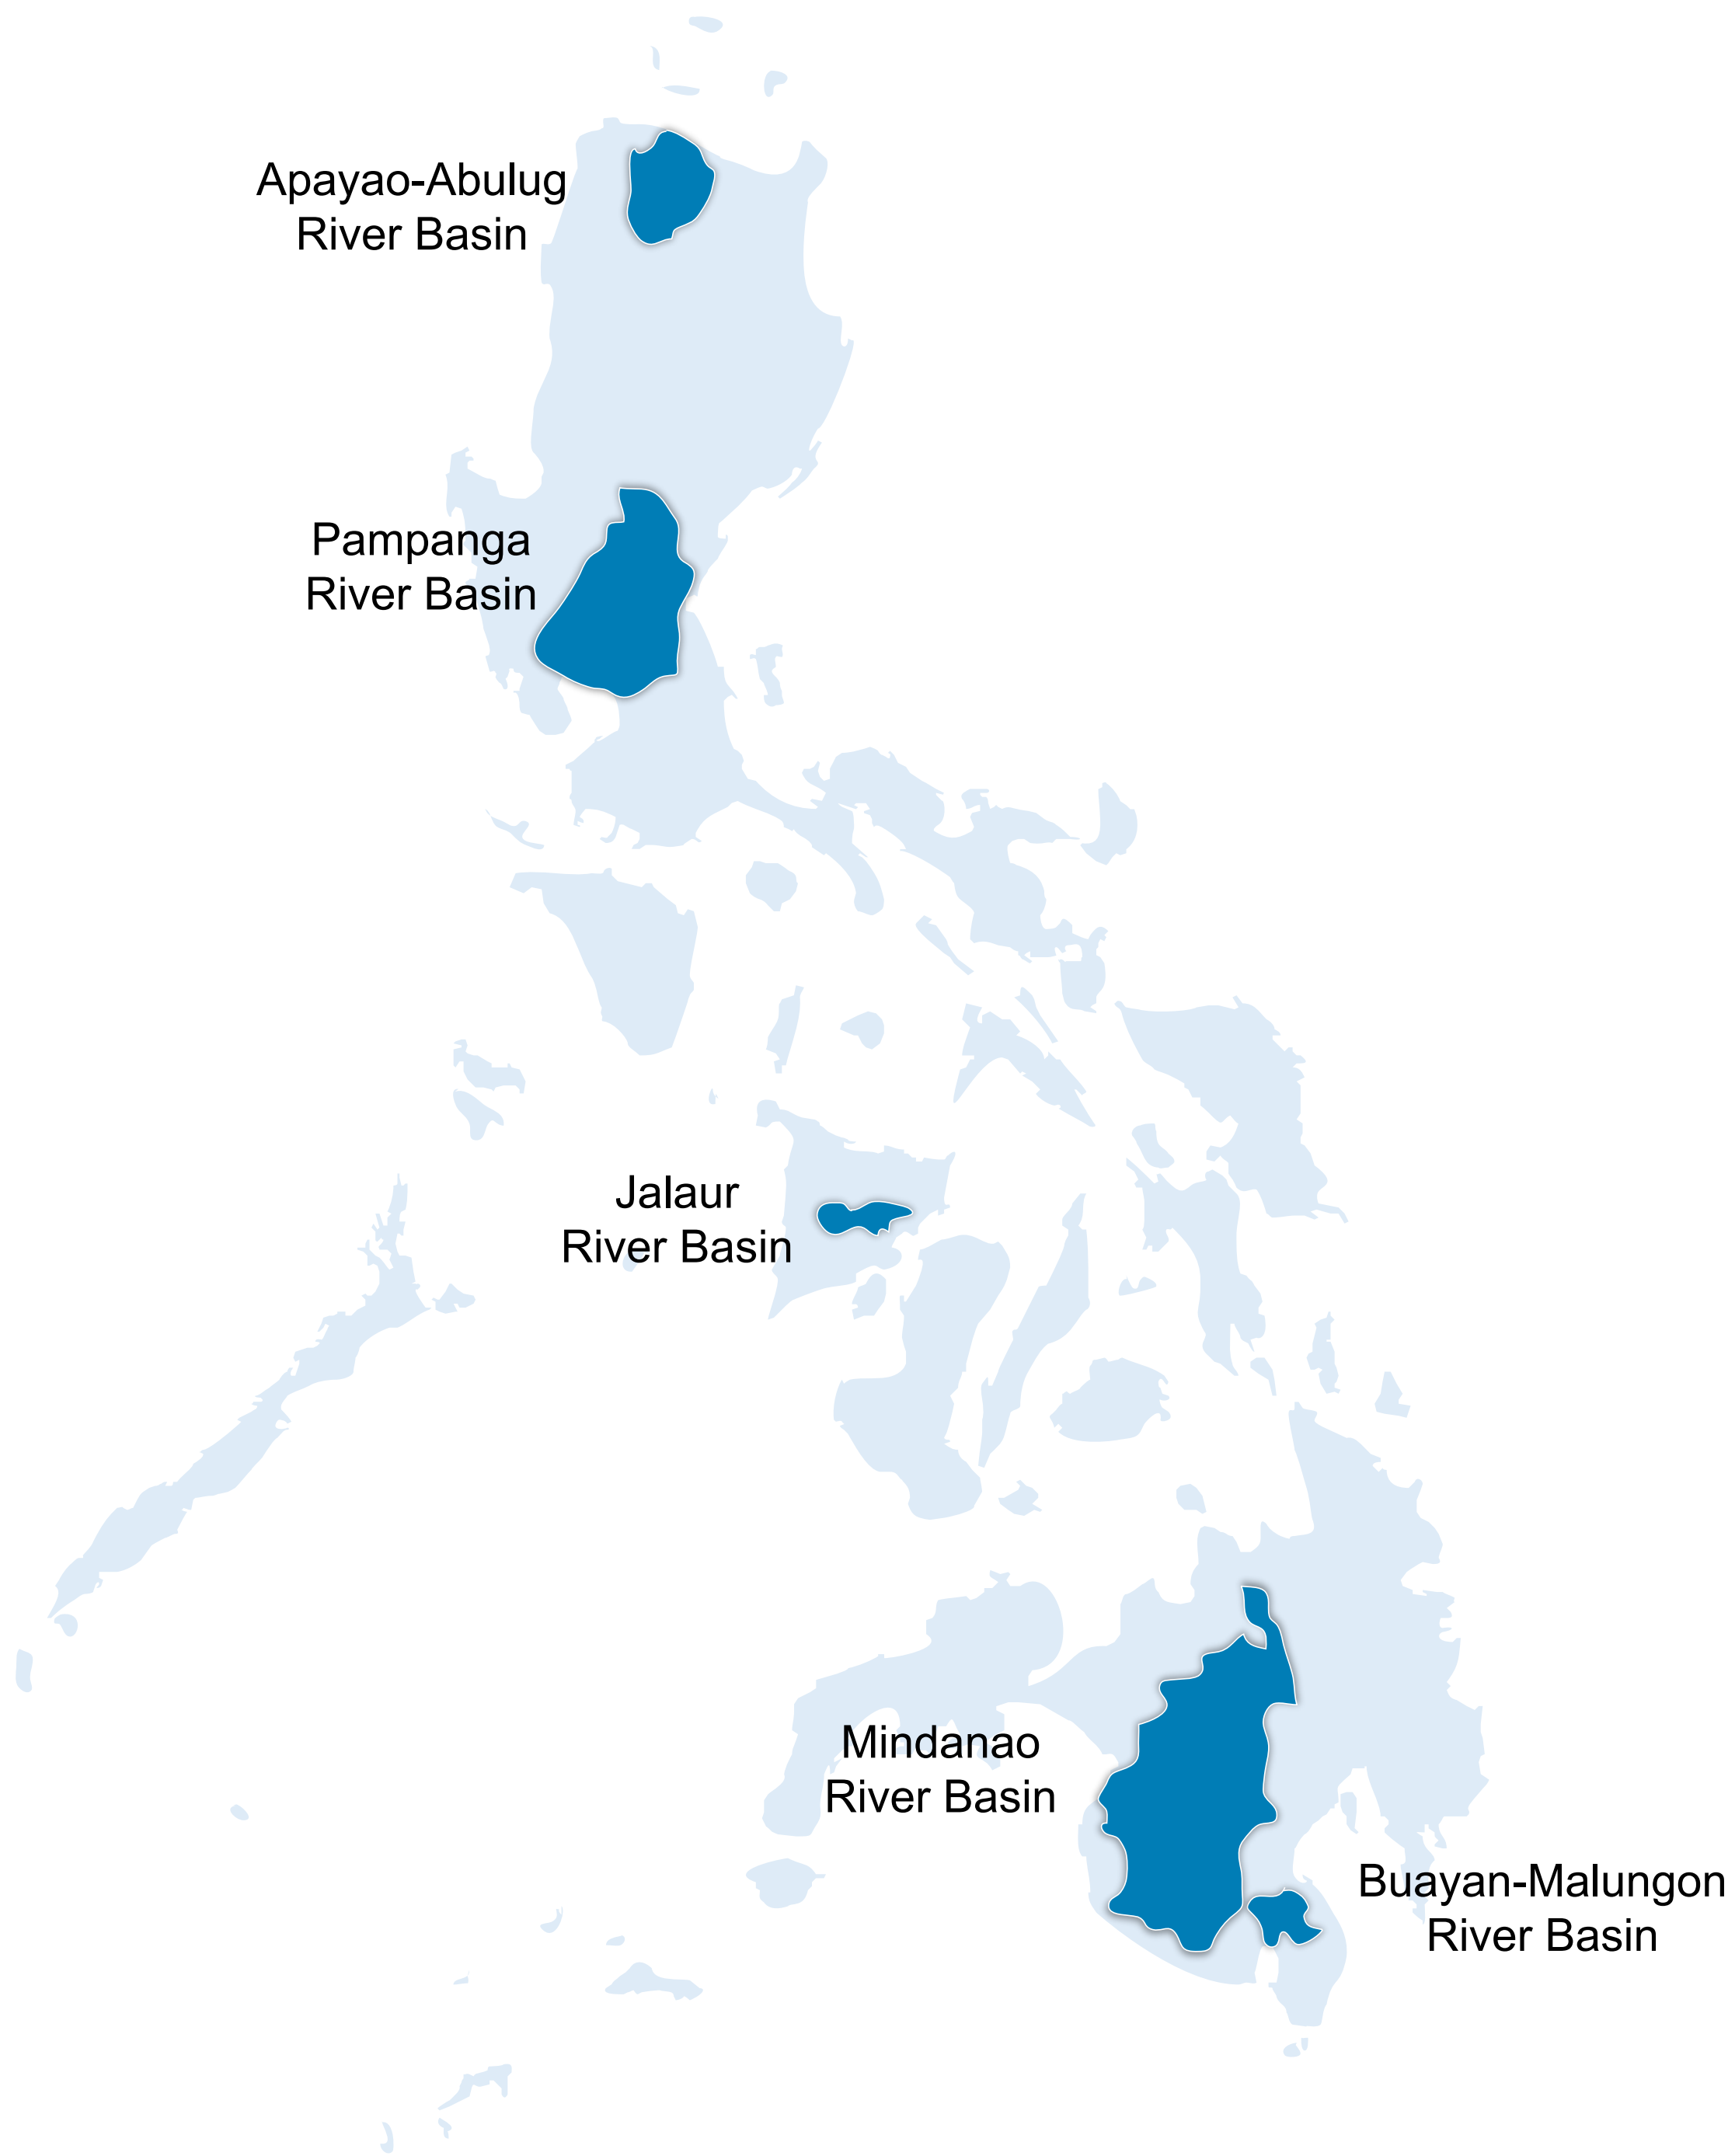 Apayao-Abulug
River Basin
Pampanga
River Basin
Jalaur
River Basin
Mindanao
River Basin
Buayan-Malungon
River Basin